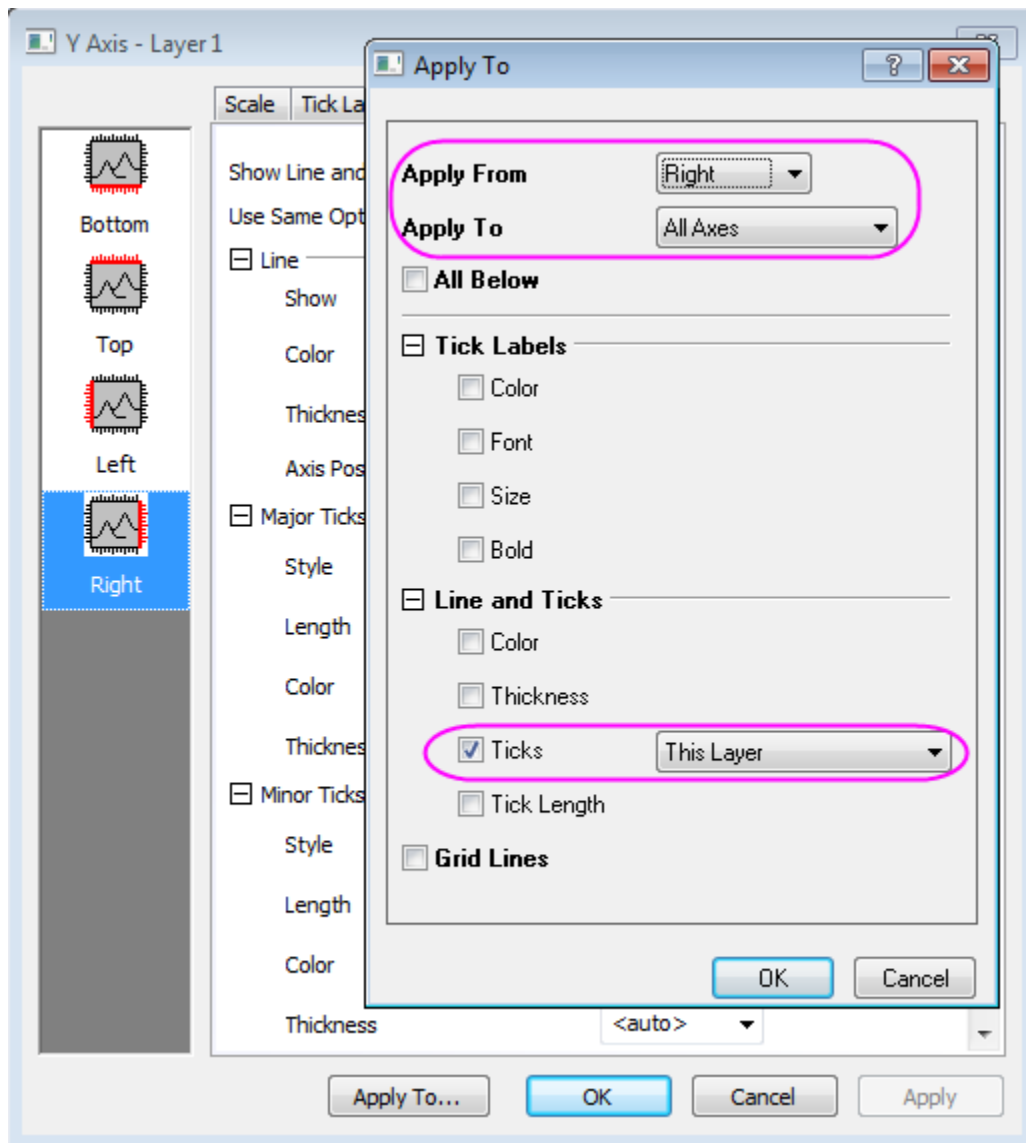 Y Axis - Layer 1
Scale
Tick La
Bottom
Top
Left
Right
Show Line and
Use Same Opt
Line
Show
Color
Thicknes
Axis Pos
Major Ticks
Style
Length
Color
Thicknes
Minor Ticks
Style
Length
Color
Thickness
<auto>
Apply To...
OK
Cancel
Apply
Apply To
Apply From
Right
Apply To
All Axes
All Below
Tick Labels
Color
Font
Size
Bold
Line and Ticks
Color
Thickness
Ticks
This Layer
Tick Length
Grid Lines
OK
Cancel